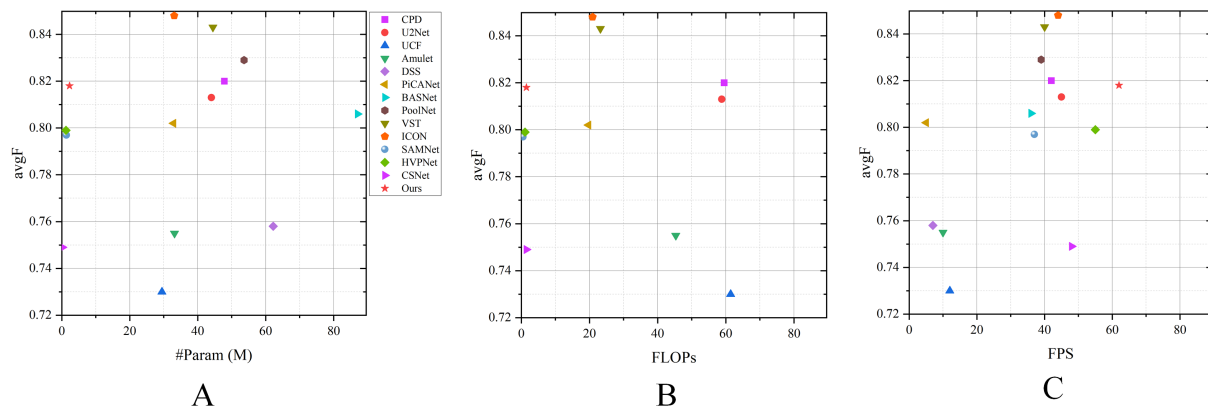 0.84
0.82
0.80
0.78
0.76
0.74
0.72
avgF
0 20 40 60 80
#Param (M)
A
CPD
U2Net
UCF
Amulet
DSS
PiCANet
BASNet
PoolNet
VST
ICON
SAMNet
HVPNet
CSNet
Ours
0.84
0.82
0.80
0.78
0.76
0.74
0.72
avgF
0 20 40 60 80
FLOPs
B
0.84
0.82
0.80
0.78
0.76
0.74
0.72
avgF
0 20 40 60 80
FPS
C